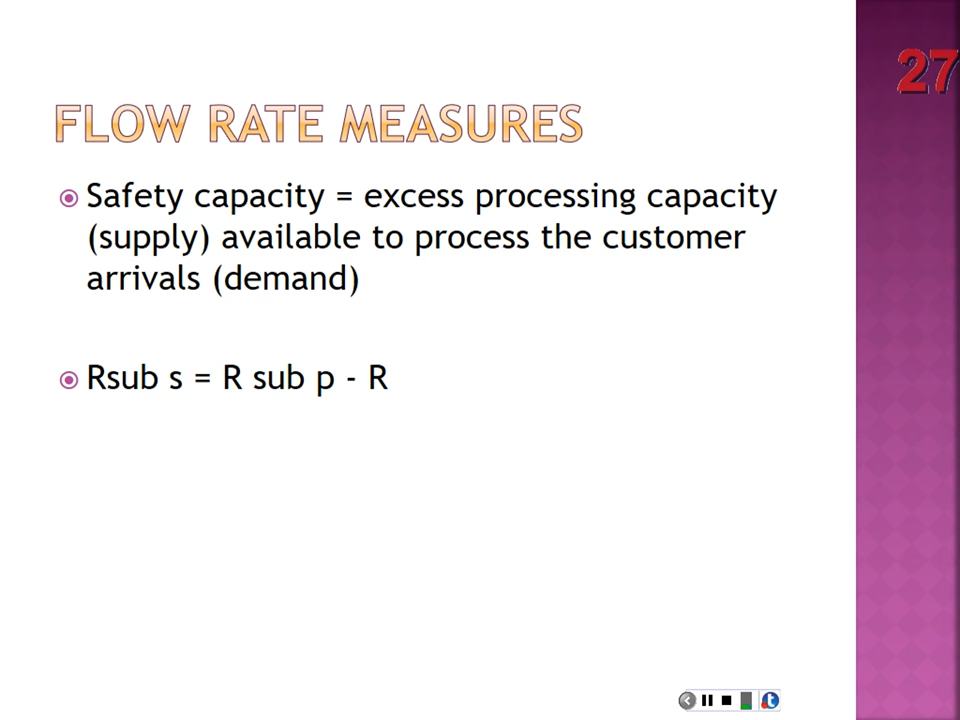 27
FLOW RATE MEASURES
Safety capacity = excess processing capacity
(supply) available to process the customer
arrivals (demand)
Rsub s = R sub p - R